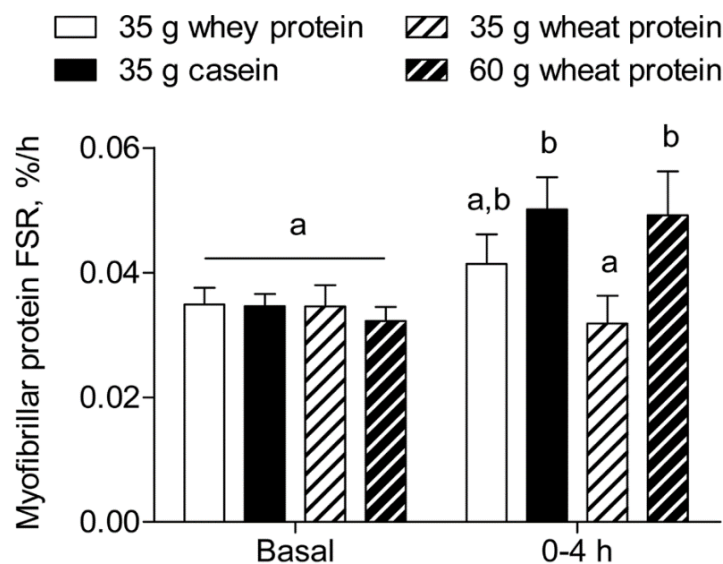 35 g whey protein
35 g wheat protein
35 g casein
60 g wheat protein
Myofibrillar protein FSR, %/h
0.06
0.04
0.02
0.00
a
a,b
b
a
b
Basal
0-4 h